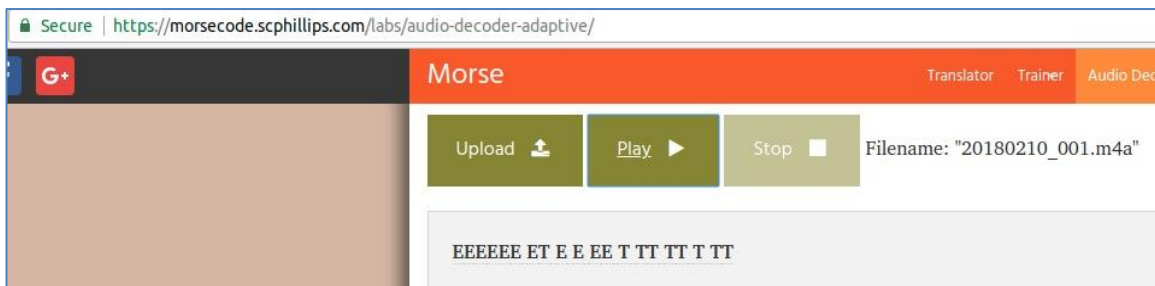 Secure | https://morsecode.scphillips.com/labs/audio-decoder-adaptive/
G+ Morse Translator Trainer Audio Dec
Upload Play Stop Filename: "20180210_001.m4a"
EEEEEE ET E E EE T TT TT T TT